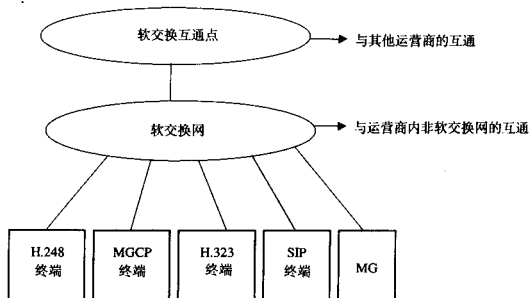 软交换互通点
与其他运营商的互通
软交换网
与运营商内非软交换网的互通
H.248
终端
MGCP
终端
H.323
终端
SIP
终端
MG